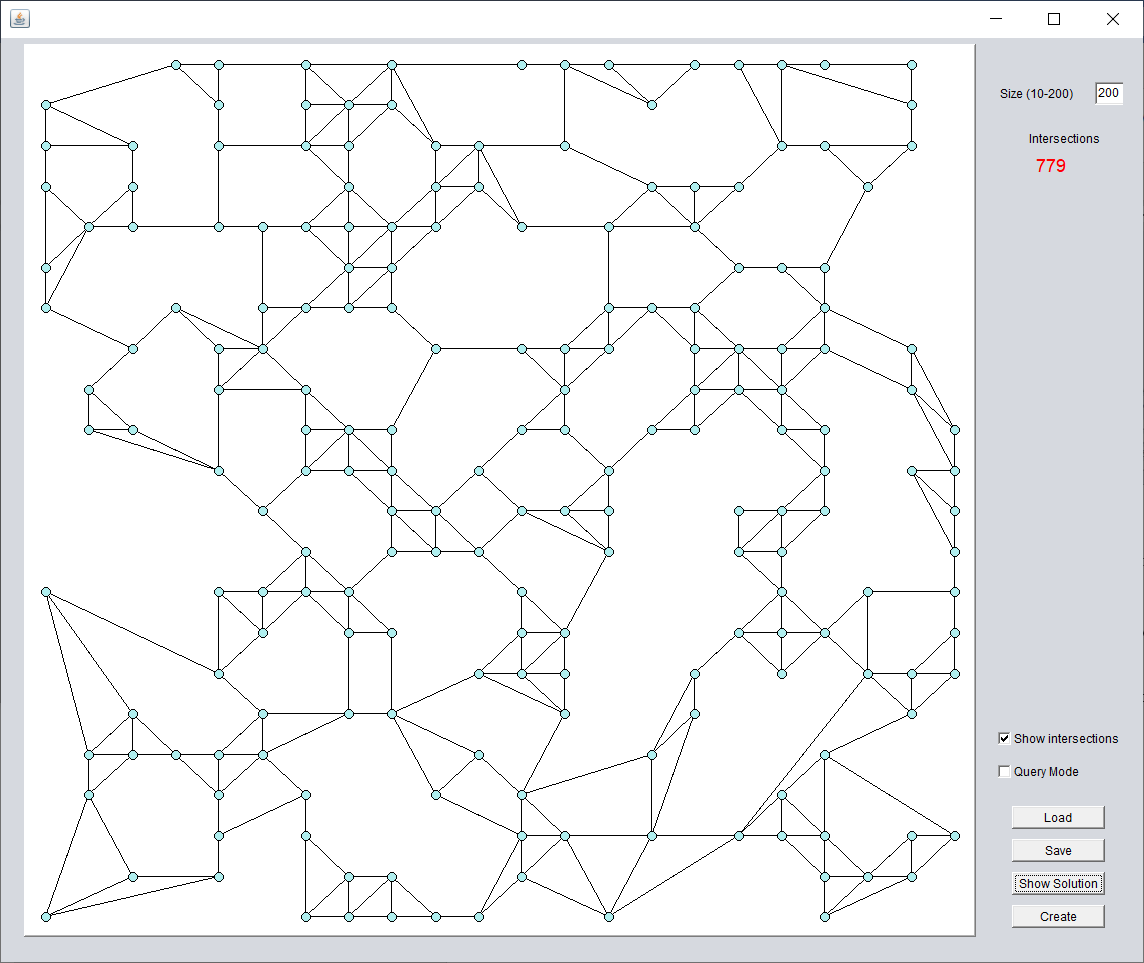 Size (10-200) 200
Intersections
779
Show intersections
Query Mode
Load
Save
Show Solution
Create